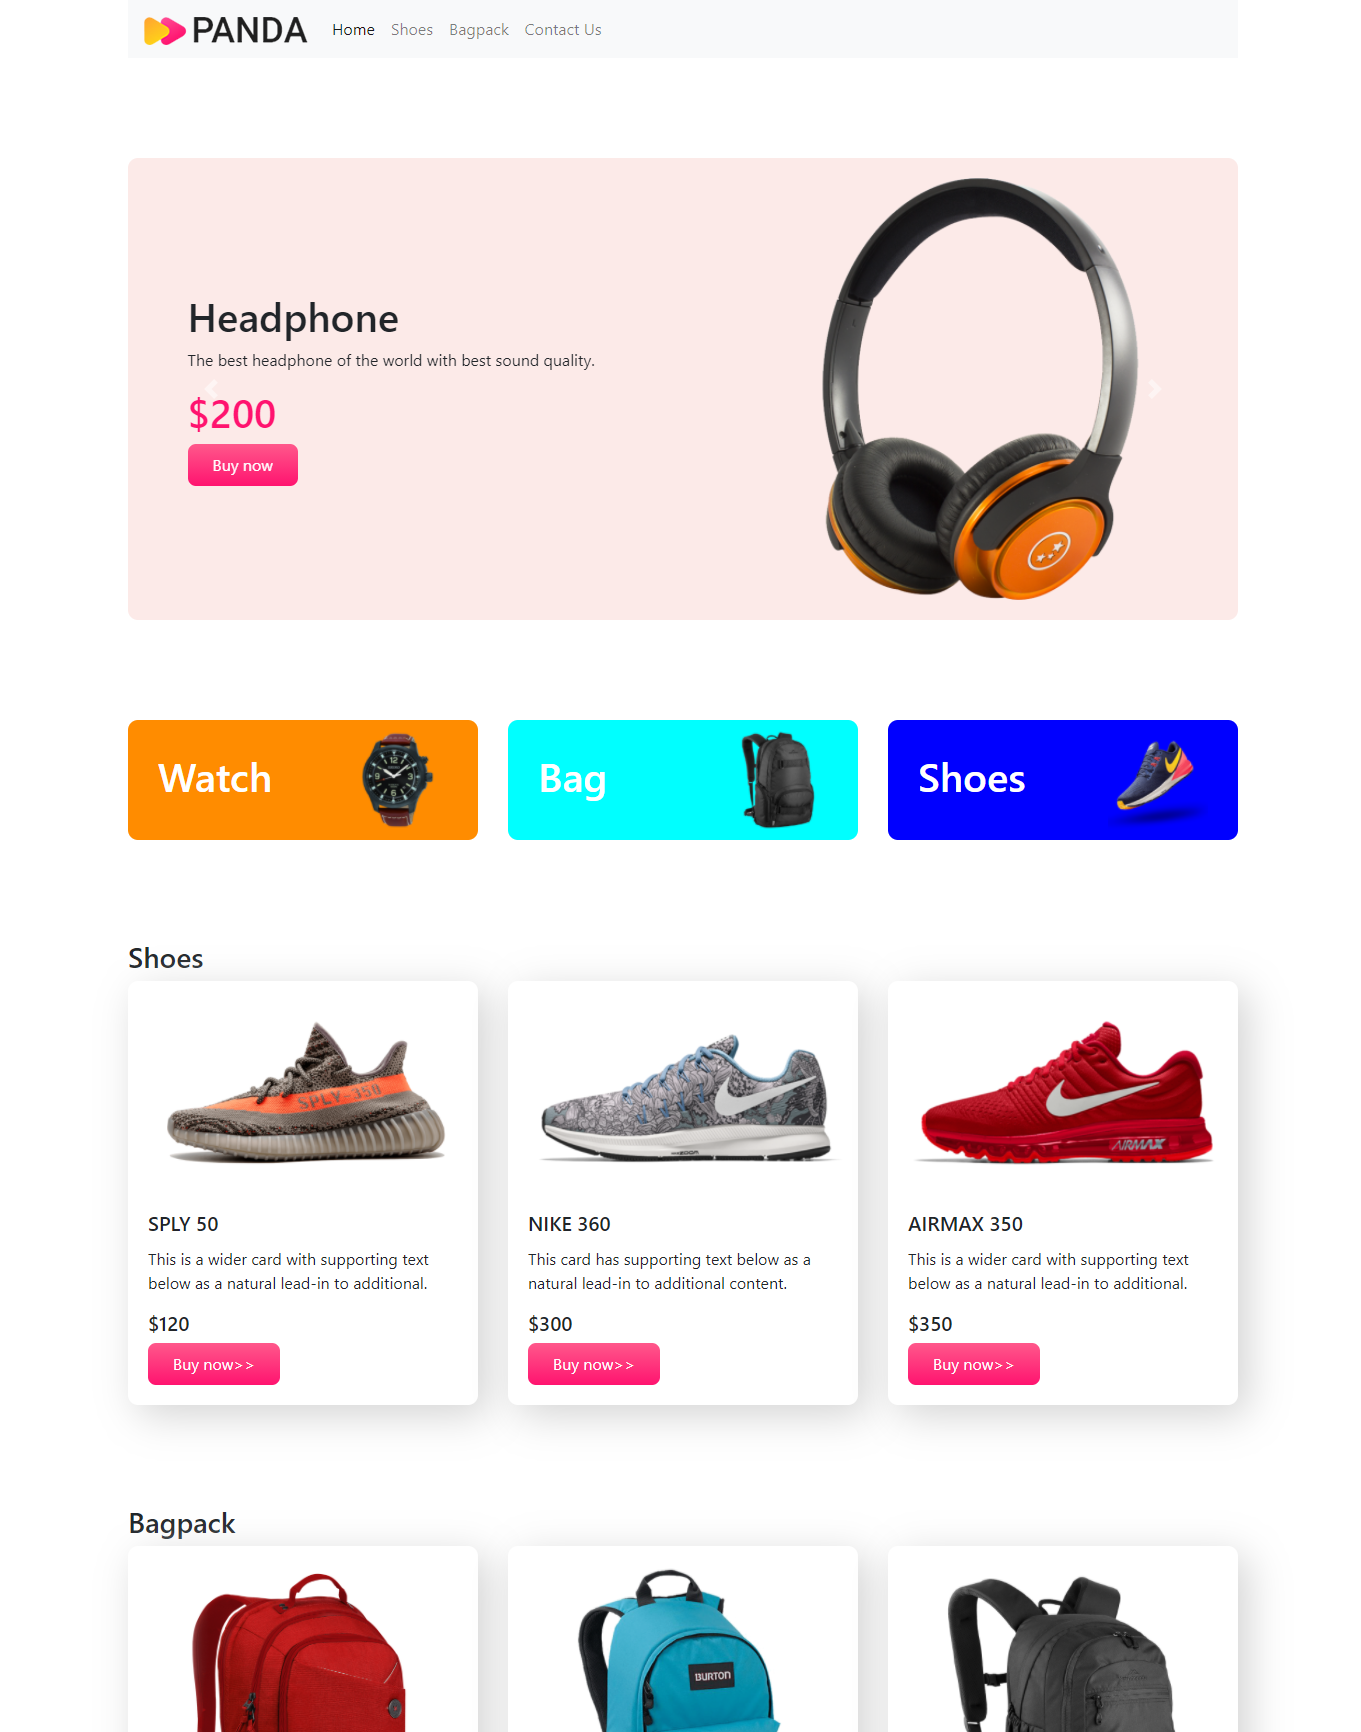 PANDA Home Shoes Bagpack Contact Us
Headphone
The best headphone of the world with best sound quality.
$200
Buy now
Watch
Bag
Shoes
Shoes
SPLY-350
AIRMAX
SPLY 50
This is a wider card with supporting text
below as a natural lead-in to additional.
$120
Buy now>>
NIKE 360
This card has supporting text below as a
natural lead-in to additional content.
$300
Buy now>>
AIRMAX 350
This is a wider card with supporting text
below as a natural lead-in to additional.
$350
Buy now>>
Bagpack
BURTON